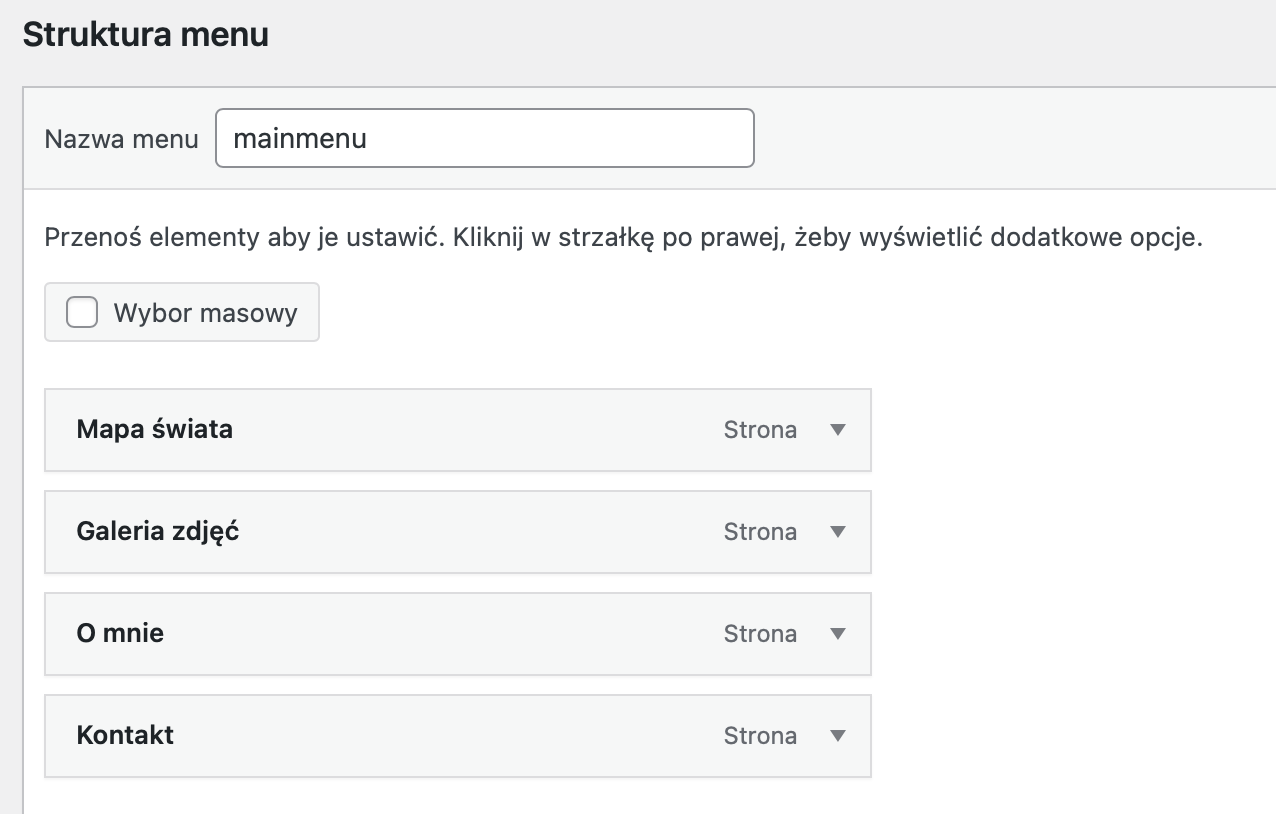 Struktura menu
Nazwa menu mainmenu
Przenoś elementy aby je ustawić. Kliknij w strzałkę po prawej, żeby wyświetlić dodatkowe opcje.
Wybor masowy
Mapa świata Strona
Galeria zdjęć Strona
O mnie Strona
Kontakt Strona